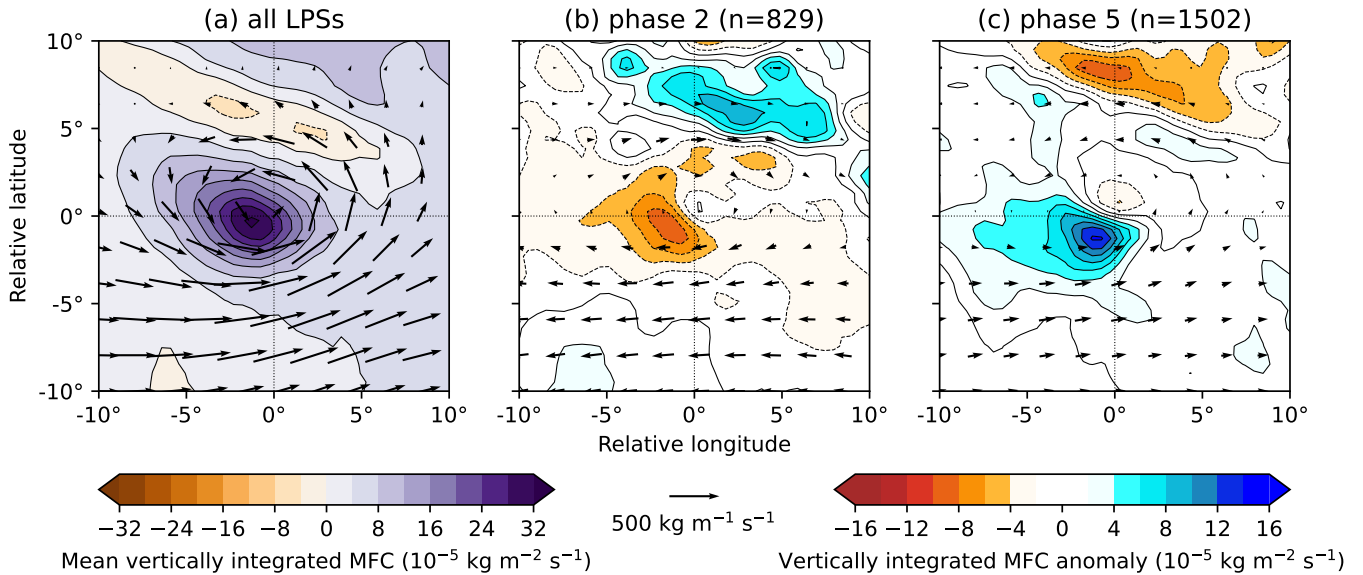 (a) all LPSs
(b) phase 2 (n=829)
(c) phase 5 (n=1502)
10°
5°
0°
-5°
-10°
Relative latitude
-10° -5° 0° 5° 10°
-10° -5° 0° 5° 10°
-10° -5° 0° 5° 10°
Relative longitude
−32 −24 −16 −8 0 8 16 24 32
Mean vertically integrated MFC (10⁻⁵ kg m⁻² s⁻¹)
500 kg m⁻¹ s⁻¹
−16 −12 −8 −4 0 4 8 12 16
Vertically integrated MFC anomaly (10⁻⁵ kg m⁻² s⁻¹)